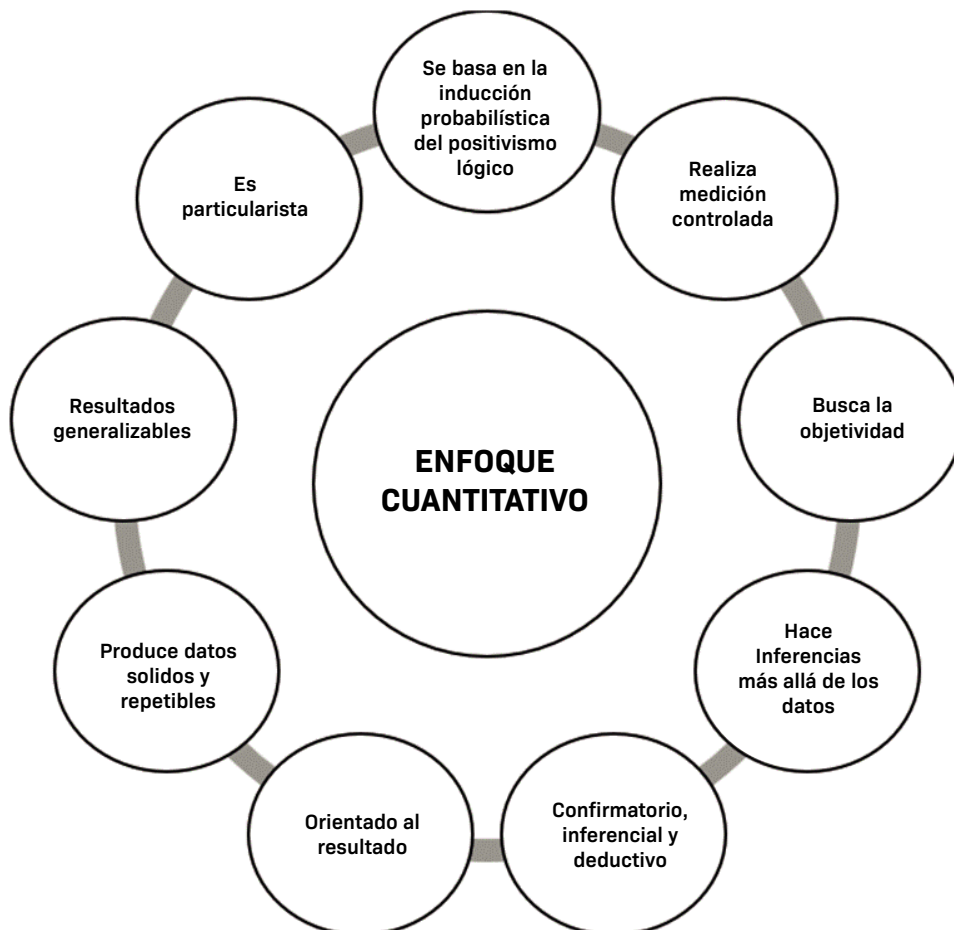 Se basa en la
inducción
probabilística
del positivismo
lógico
Realiza
medición
controlada
Busca la
objetividad
Hace
Inferencias
más allá de los
datos
Confirmatorio,
inferencial y
deductivo
Orientado al
resultado
Produce datos
solidos y
repetibles
Resultados
generalizables
Es
particularista
ENFOQUE
CUANTITATIVO